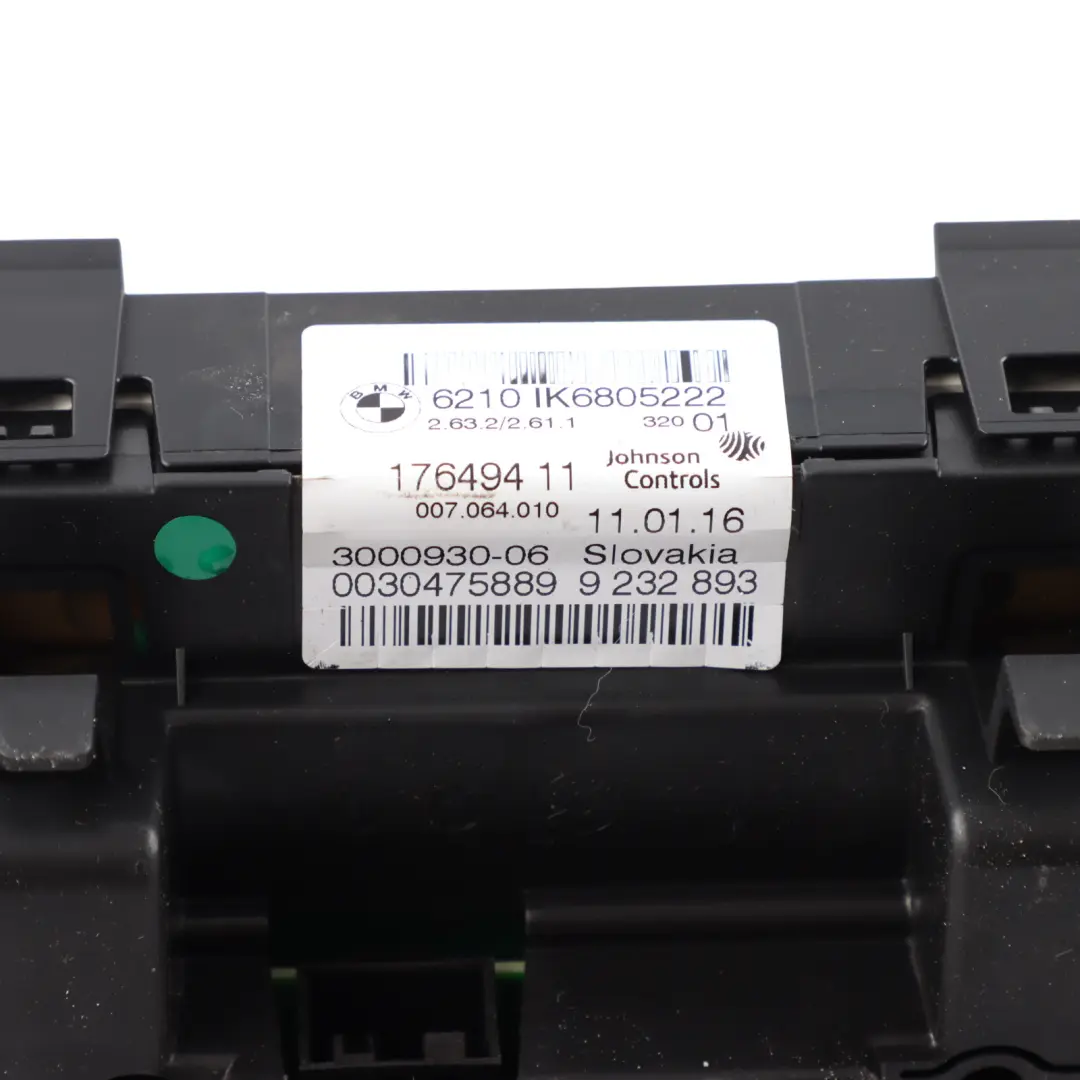 BMW
6210 IK6805222
2.63.2/2.61.1 320 01
Johnson
Controls
176494 11
007.064.010 11.01.16
3000930-06 Slovakia
0030475889 9 232 893